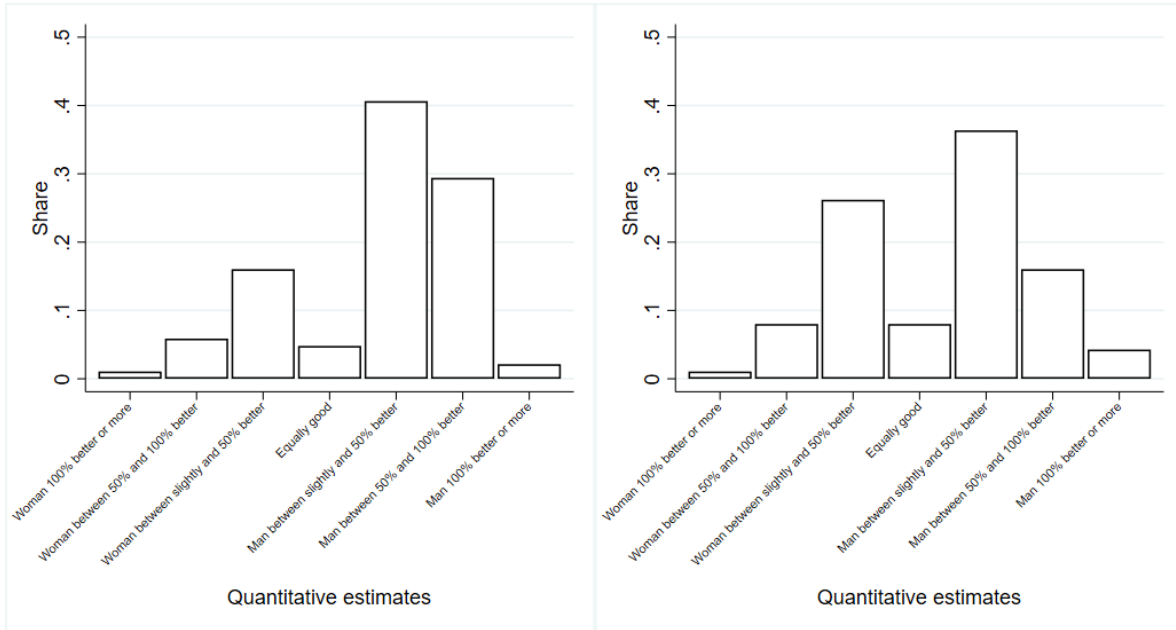 .5
.4
.3
.2
.1
0
Share
Woman 100% better or more
Woman between 50% and 100% better
Woman between slightly and 50% better
Equally good
Man between slightly and 50% better
Man between 50% and 100% better
Man 100% better or more
Quantitative estimates
.5
.4
.3
.2
.1
0
Share
Woman 100% better or more
Woman between 50% and 100% better
Woman between slightly and 50% better
Equally good
Man between slightly and 50% better
Man between 50% and 100% better
Man 100% better or more
Quantitative estimates